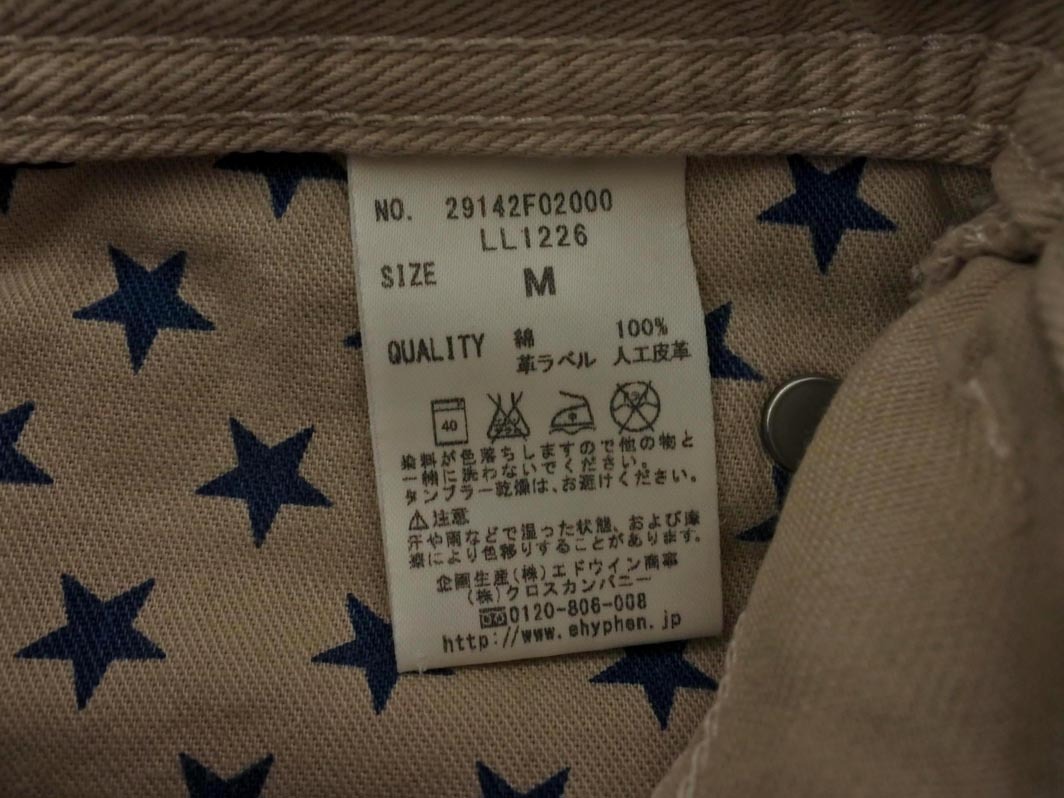 NO. 29142F02000
LL1226
SIZE M
QUALITY 綿 100%
革ラベル 人工皮革
40
染料が色落ちしますので他の物と
一緒に洗わないでください。
タンブラー乾燥は、お避けください。
⚠注意
汗や雨などで湿った状態、および摩
擦により色移りすることがあります。
企画生産(株)エドウイン商事
(株)クロスカンパニー
0120-806-008
http://www.ehyphen.jp